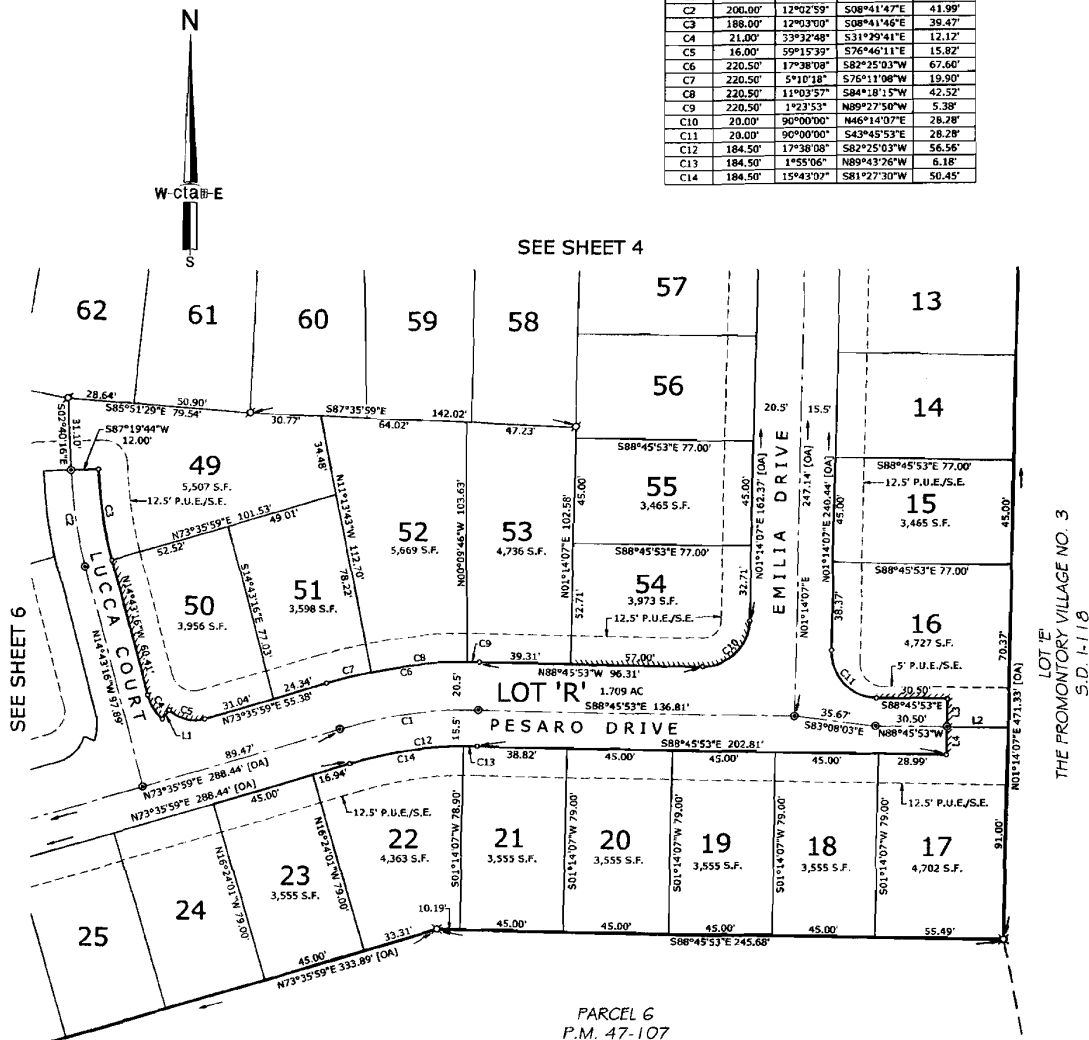 N
W-cta-E
S
C2 200.00' 12°02'59" S08°41'47"E 41.99'
C3 188.00' 12°03'00" S08°41'46"E 39.47'
C4 21.00' 33°32'48" S31°29'41"E 12.12'
C5 16.00' 59°15'39" S76°46'11"E 15.82'
C6 220.50' 17°38'08" S82°25'03"W 67.60'
C7 220.50' 5°10'18" S76°11'08"W 19.90'
C8 220.50' 11°03'57" S84°18'15"W 42.52'
C9 220.50' 1°23'53" N89°27'50"W 5.38'
C10 20.00' 90°00'00" N46°14'07"E 28.28'
C11 20.00' 90°00'00" S43°45'53"E 28.28'
C12 184.50' 17°38'08" S82°25'03"W 56.56'
C13 184.50' 1°55'06" N89°43'26"W 6.18'
C14 184.50' 15°43'02" S81°27'30"W 50.45'
SEE SHEET 4
62
61
60
59
58
57
56
13
14
28.64'
50.90'
S85°51'29"E 79.54'
S87°35'59"E 142.02'
30.77'
64.02'
47.23'
S02°40'16"E
31.10'
S87°19'44"W
12.00'
49
5,507 S.F.
12.5' P.U.E./S.E.
34.48'
N11°13'43"W 112.70'
78.22'
N73°35'59"E 101.53'
52.52'
49.01'
C2
C3
50
3,956 S.F.
S14°43'16"E 77.03'
51
3,598 S.F.
52
5,669 S.F.
N00°09'46"W 103.63'
53
4,736 S.F.
N01°14'07"E 102.58'
45.00'
52.71'
S88°45'53"E 77.00'
55
3,465 S.F.
45.00'
S88°45'53"E 77.00'
54
3,973 S.F.
12.5' P.U.E./S.E.
32.71'
C10
N01°14'07"E 162.37' [OA]
20.5'
15.5'
EMILIA DRIVE
N01°14'07"E
247.14' [OA]
N01°14'07"E 240.44' [OA]
45.00'
38.37'
S88°45'53"E 77.00'
12.5' P.U.E./S.E.
15
3,465 S.F.
45.00'
S88°45'53"E 77.00'
16
4,727 S.F.
70.37'
5' P.U.E./S.E.
C11
30.50'
S88°45'53"E
L3
L2
L4
N01°14'07"E 471.33' [OA]
LOT 'E'
THE PROMONTORY VILLAGE NO. 3
S.D. I-118
SEE SHEET 6
LUCCA COURT
N14°43'16"W 60.41'
N14°43'16"W 97.89'
C4
C5
L1
31.04'
24.34'
N73°35'59"E 55.38'
C7
C8
C6
C9
39.31'
57.00'
N88°45'53"W 96.31'
20.5'
LOT 'R' 1.709 AC
S88°45'53"E 136.81'
35.67'
S83°08'03"E
30.50'
N88°45'53"W
C1
PESARO DRIVE
15.5'
89.47'
N73°35'59"E 288.44' [OA]
N73°35'59"E 288.44' [OA]
45.00'
16.94'
C12
C14
C13
38.82'
S88°45'53"E 202.81'
45.00'
45.00'
45.00'
28.99'
12.5' P.U.E./S.E.
12.5' P.U.E./S.E.
25
24
N16°24'01"W 79.00'
23
3,555 S.F.
N16°24'01"W 79.00'
22
4,363 S.F.
S01°14'07"W 78.90'
21
3,555 S.F.
S01°14'07"W 79.00'
20
3,555 S.F.
S01°14'07"W 79.00'
19
3,555 S.F.
S01°14'07"W 79.00'
18
3,555 S.F.
S01°14'07"W 79.00'
17
4,702 S.F.
91.00'
10.19'
45.00'
45.00'
45.00'
45.00'
55.49'
S88°45'53"E 245.68'
33.31'
45.00'
N73°35'59"E 333.89' [OA]
PARCEL 6
P.M. 47-107